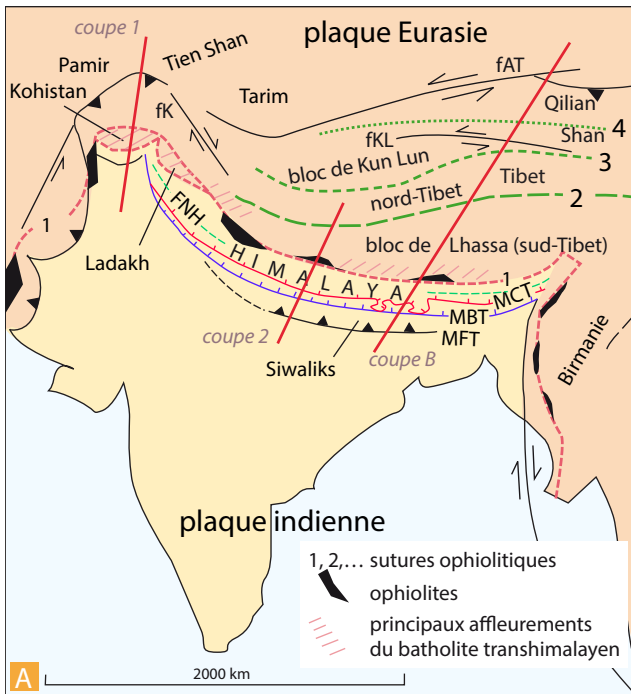 coupe 1
plaque Eurasie
Pamir
Tien Shan
fAT
Kohistan
fK
Tarim
Qilian
4
Shan
fKL
3
bloc de Kun Lun
Tibet
2
nord-Tibet
FNH
1
bloc de Lhassa (sud-Tibet)
Ladakh
HIMALAYA
1
MCT
MBT
coupe 2
MFT
Siwaliks
coupe B
Birmanie
plaque indienne
1, 2,... sutures ophiolitiques
ophiolites
principaux affleurements
du batholite transhimalayen
A
2000 km